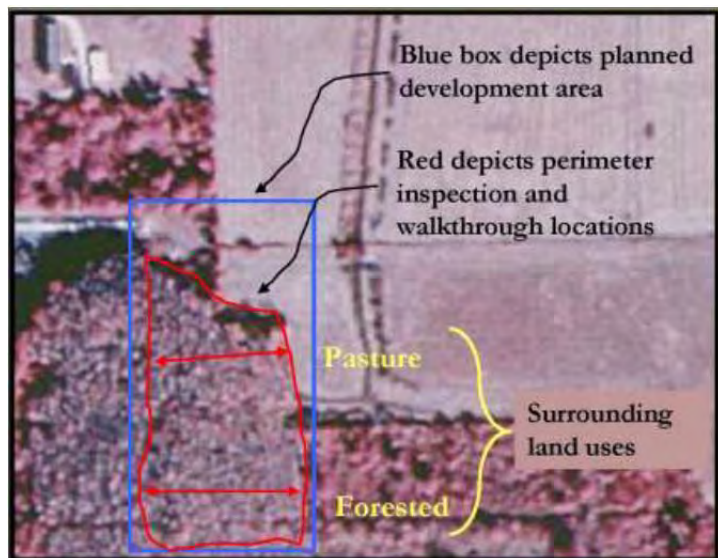 Blue box depicts planned
development area
Red depicts perimeter
inspection and
walkthrough locations
Pasture
Surrounding
land uses
Forested